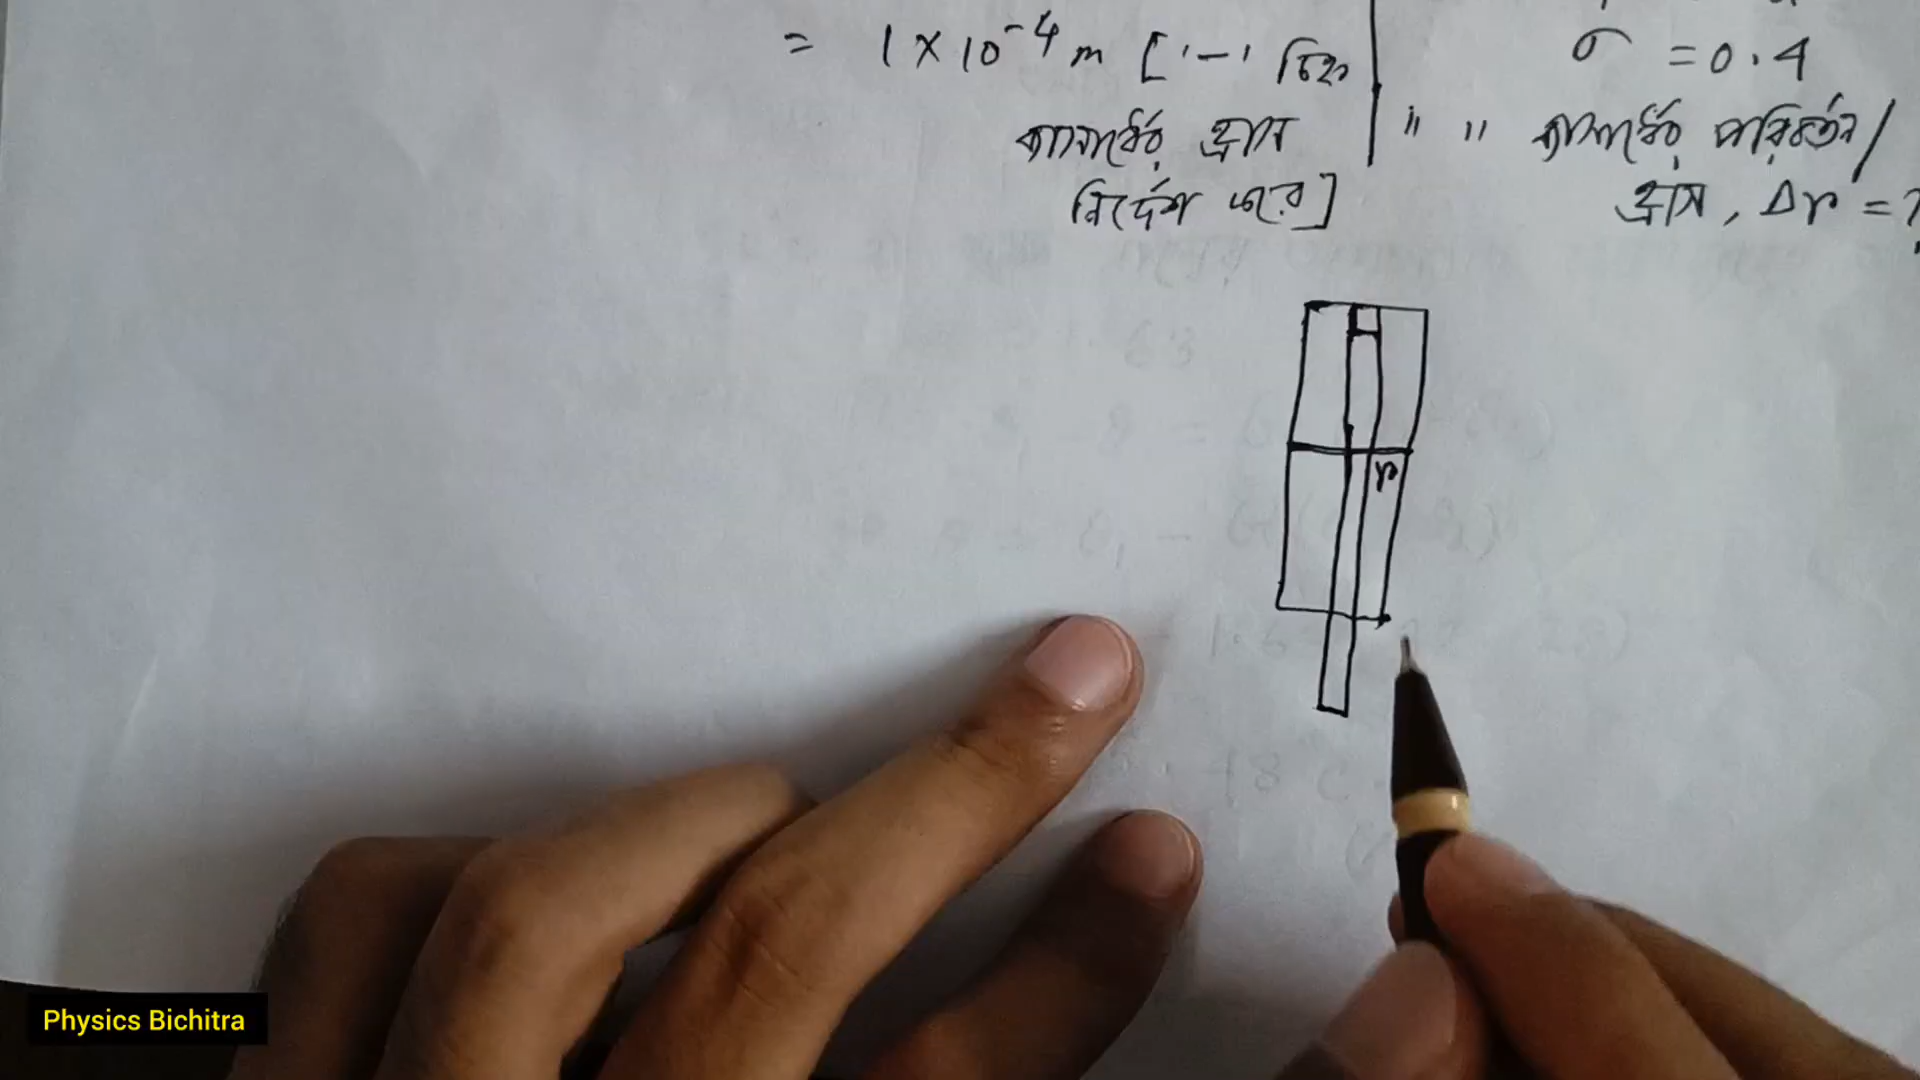 = 1 × 10⁻⁴ m ['−' চিহ্ন
ব্যাসার্ধের হ্রাস
নির্দেশ করে]
σ = 0.4
" " ব্যাসার্ধের পরিবর্তন/
হ্রাস, Δr = ?
r
Physics Bichitra